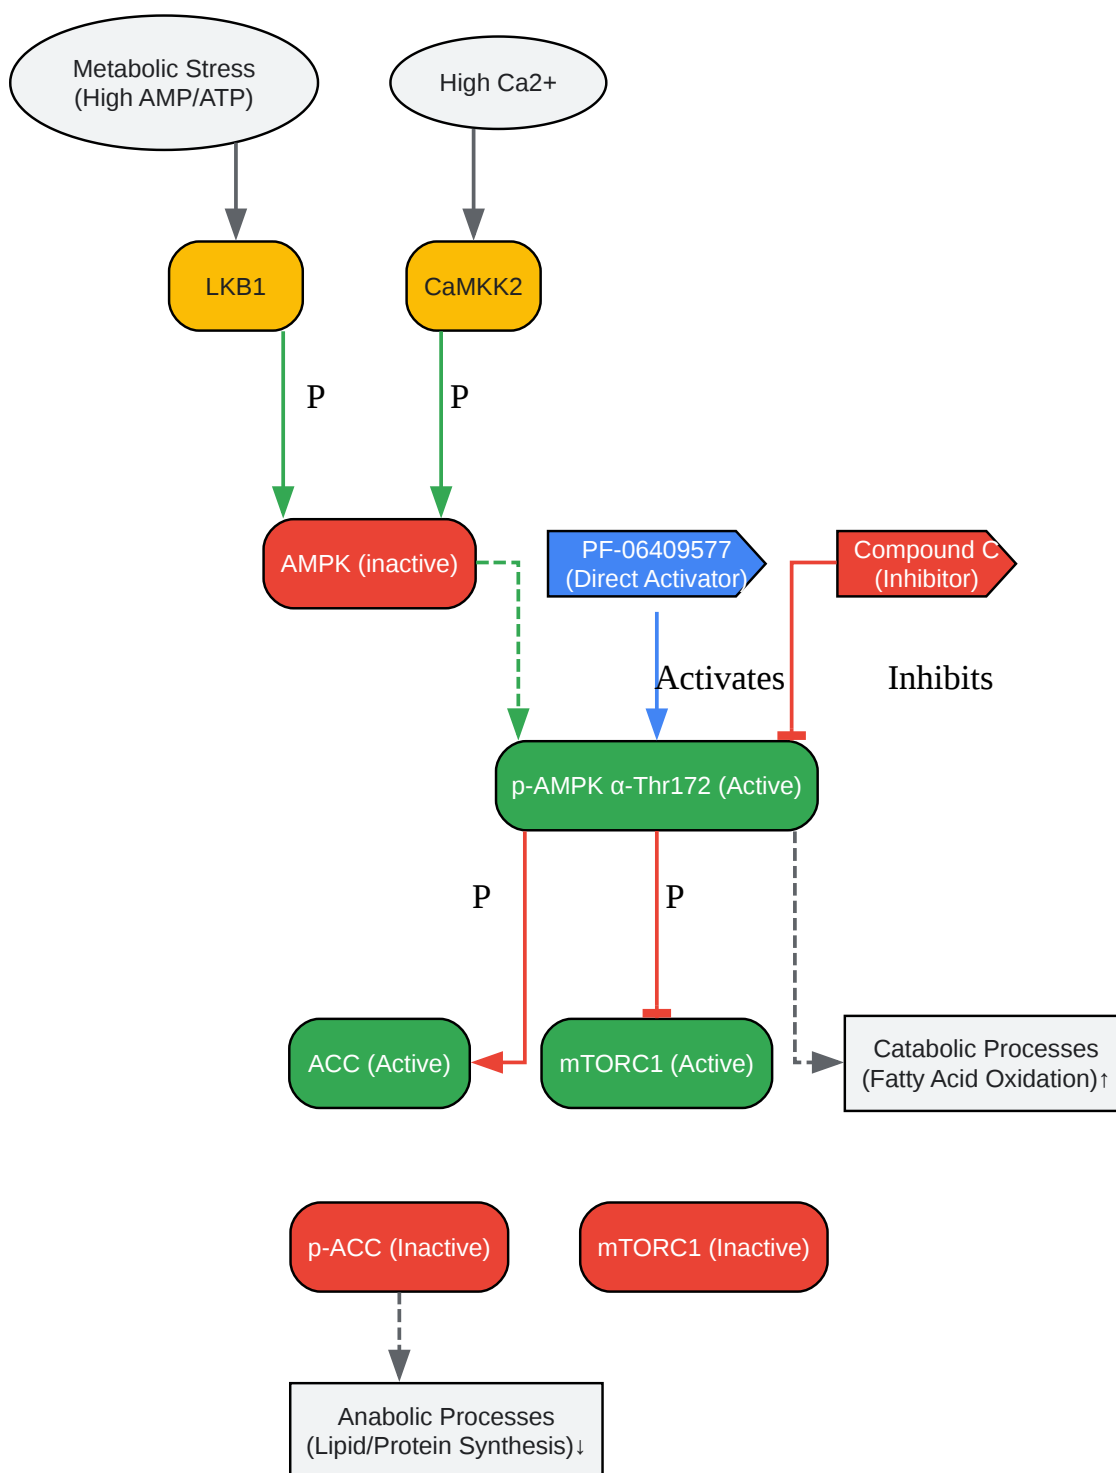 Metabolic Stress
(High AMP/ATP)
High Ca2+
LKB1
CaMKK2
P
P
AMPK (inactive)
PF-06409577
(Direct Activator)
Compound C
(Inhibitor)
Activates
Inhibits
p-AMPK α-Thr172 (Active)
P
P
ACC (Active)
mTORC1 (Active)
Catabolic Processes
(Fatty Acid Oxidation)↑
p-ACC (Inactive)
mTORC1 (Inactive)
Anabolic Processes
(Lipid/Protein Synthesis)↓